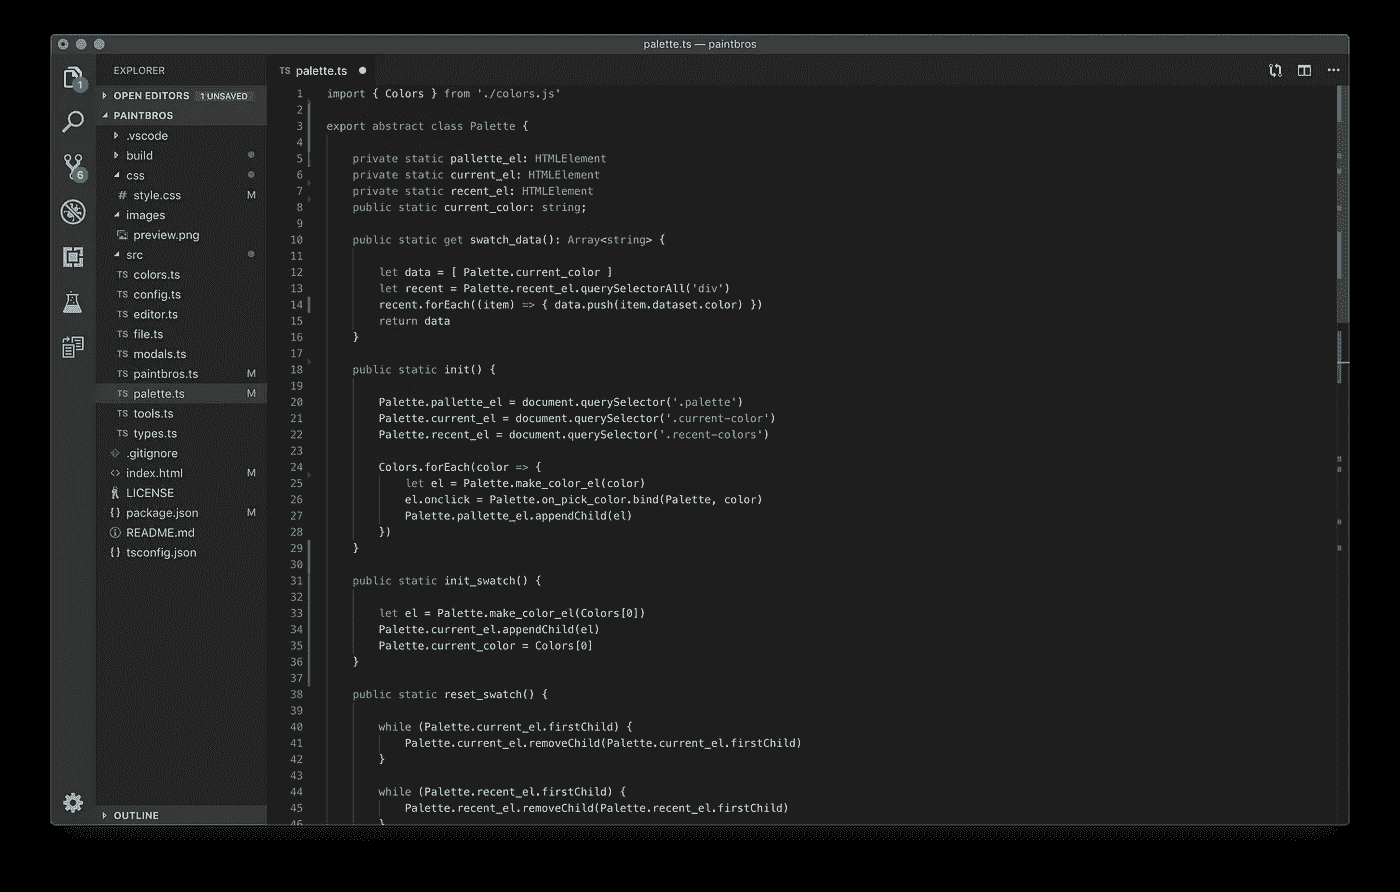 palette.ts — paintbros
EXPLORER
OPEN EDITORS 1 UNSAVED
PAINTBROS
.vscode
build
css
# style.css M
images
preview.png
src
TS colors.ts
TS config.ts
TS editor.ts
TS file.ts
TS modals.ts
TS paintbros.ts M
TS palette.ts M
TS tools.ts
TS types.ts
.gitignore
<> index.html M
LICENSE
{} package.json M
README.md
{} tsconfig.json
OUTLINE
1
6
TS palette.ts
1 import { Colors } from './colors.js'
2
3 export abstract class Palette {
4
5 private static pallette_el: HTMLElement
6 private static current_el: HTMLElement
7 private static recent_el: HTMLElement
8 public static current_color: string;
9
10 public static get swatch_data(): Array<string> {
11
12 let data = [ Palette.current_color ]
13 let recent = Palette.recent_el.querySelectorAll('div')
14 recent.forEach((item) => { data.push(item.dataset.color) })
15 return data
16 }
17
18 public static init() {
19
20 Palette.pallette_el = document.querySelector('.palette')
21 Palette.current_el = document.querySelector('.current-color')
22 Palette.recent_el = document.querySelector('.recent-colors')
23
24 Colors.forEach(color => {
25 let el = Palette.make_color_el(color)
26 el.onclick = Palette.on_pick_color.bind(Palette, color)
27 Palette.pallette_el.appendChild(el)
28 })
29 }
30
31 public static init_swatch() {
32
33 let el = Palette.make_color_el(Colors[0])
34 Palette.current_el.appendChild(el)
35 Palette.current_color = Colors[0]
36 }
37
38 public static reset_swatch() {
39
40 while (Palette.current_el.firstChild) {
41 Palette.current_el.removeChild(Palette.current_el.firstChild)
42 }
43
44 while (Palette.recent_el.firstChild) {
45 Palette.recent_el.removeChild(Palette.recent_el.firstChild)
46 }